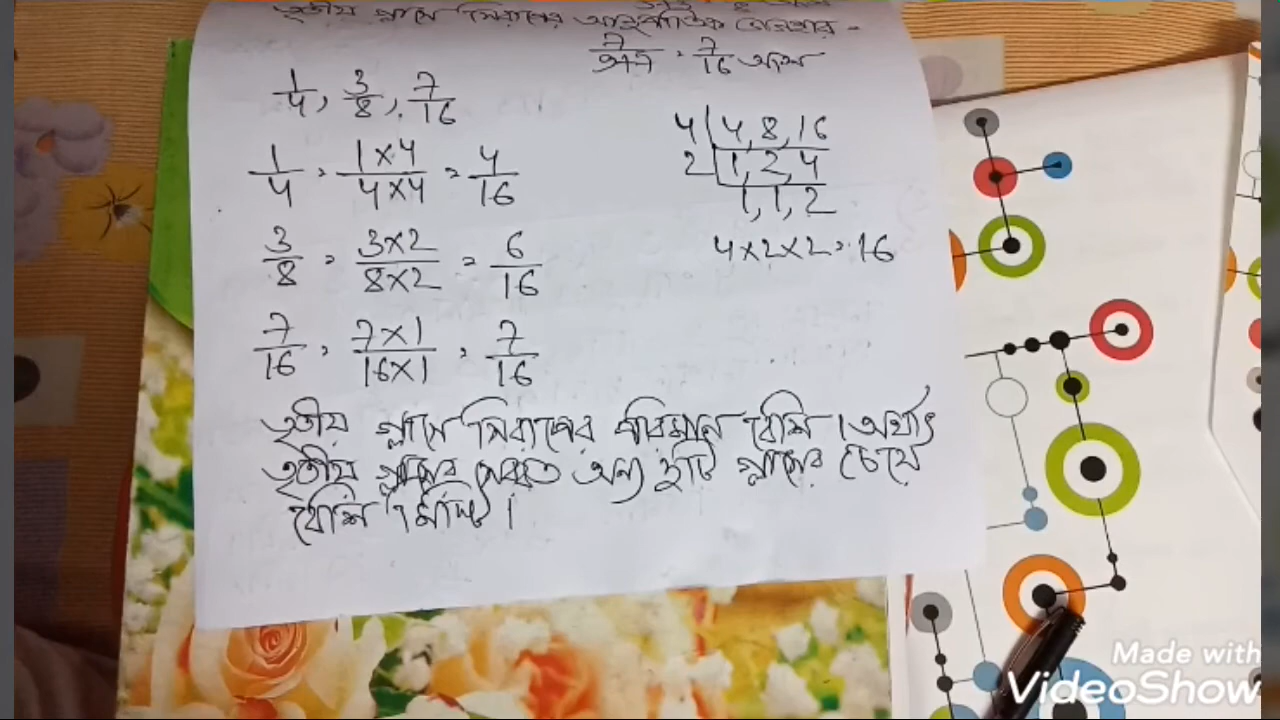 তৃতীয় গ্লাসে সিরাপের আনুপাতিক
7/ = 7/16 অংশ
1/4, 3/8, 7/16
1/4 = 1×4/4×4 = 4/16
3/8 = 3×2/8×2 = 6/16
7/16 = 7×1/16×1 = 7/16
4 | 4, 8, 16
2 | 1, 2, 4
1, 1, 2
4×2×2 = 16
তৃতীয় গ্লাসে সিরাপের পরিমান বেশি। অর্থাৎ
তৃতীয় গ্লাসের শরবত অন্য দুটি গ্লাসের চেয়ে
বেশি মিষ্টি।
Made with
VideoShow